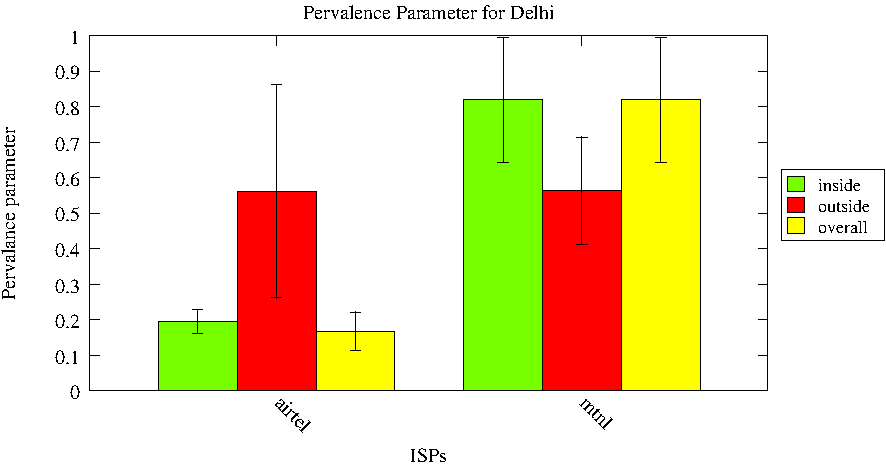 Pervalence Parameter for Delhi
Pervalance parameter
1
0.9
0.8
0.7
0.6
0.5
0.4
0.3
0.2
0.1
0
airtel
mtnl
ISPs
inside
outside
overall